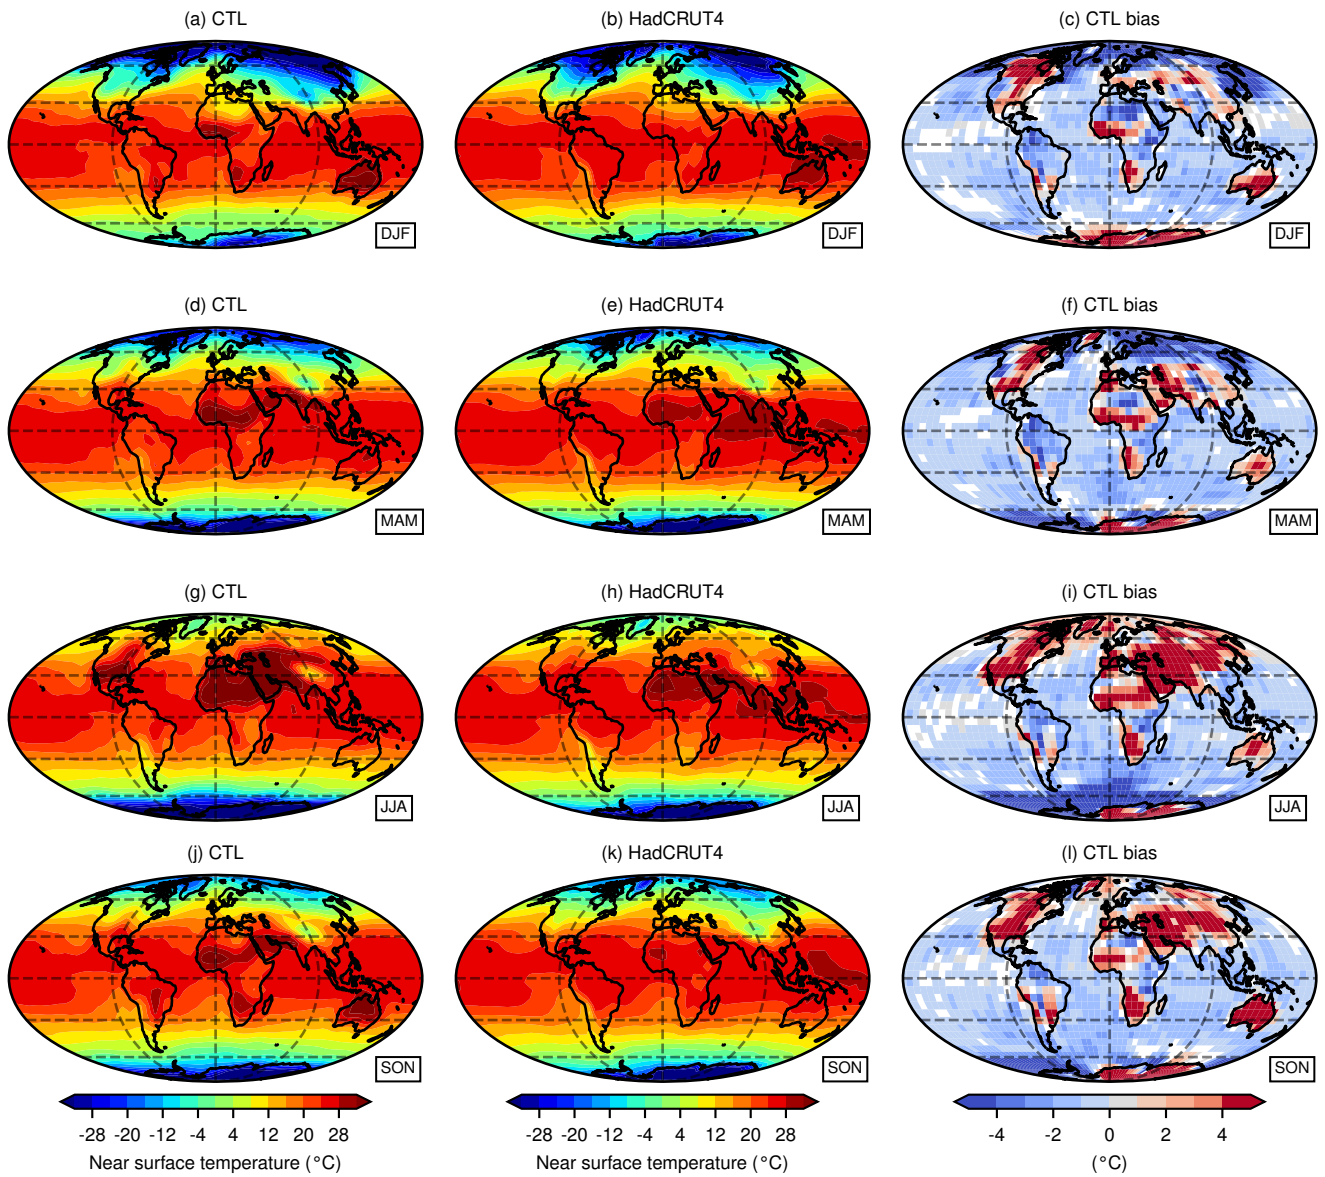 (a) CTL
(b) HadCRUT4
(c) CTL bias
DJF
DJF
DJF
(d) CTL
(e) HadCRUT4
(f) CTL bias
MAM
MAM
MAM
(g) CTL
(h) HadCRUT4
(i) CTL bias
JJA
JJA
JJA
(j) CTL
(k) HadCRUT4
(l) CTL bias
SON
SON
SON
-28 -20 -12 -4 4 12 20 28
-28 -20 -12 -4 4 12 20 28
-4 -2 0 2 4
Near surface temperature (°C)
Near surface temperature (°C)
(°C)